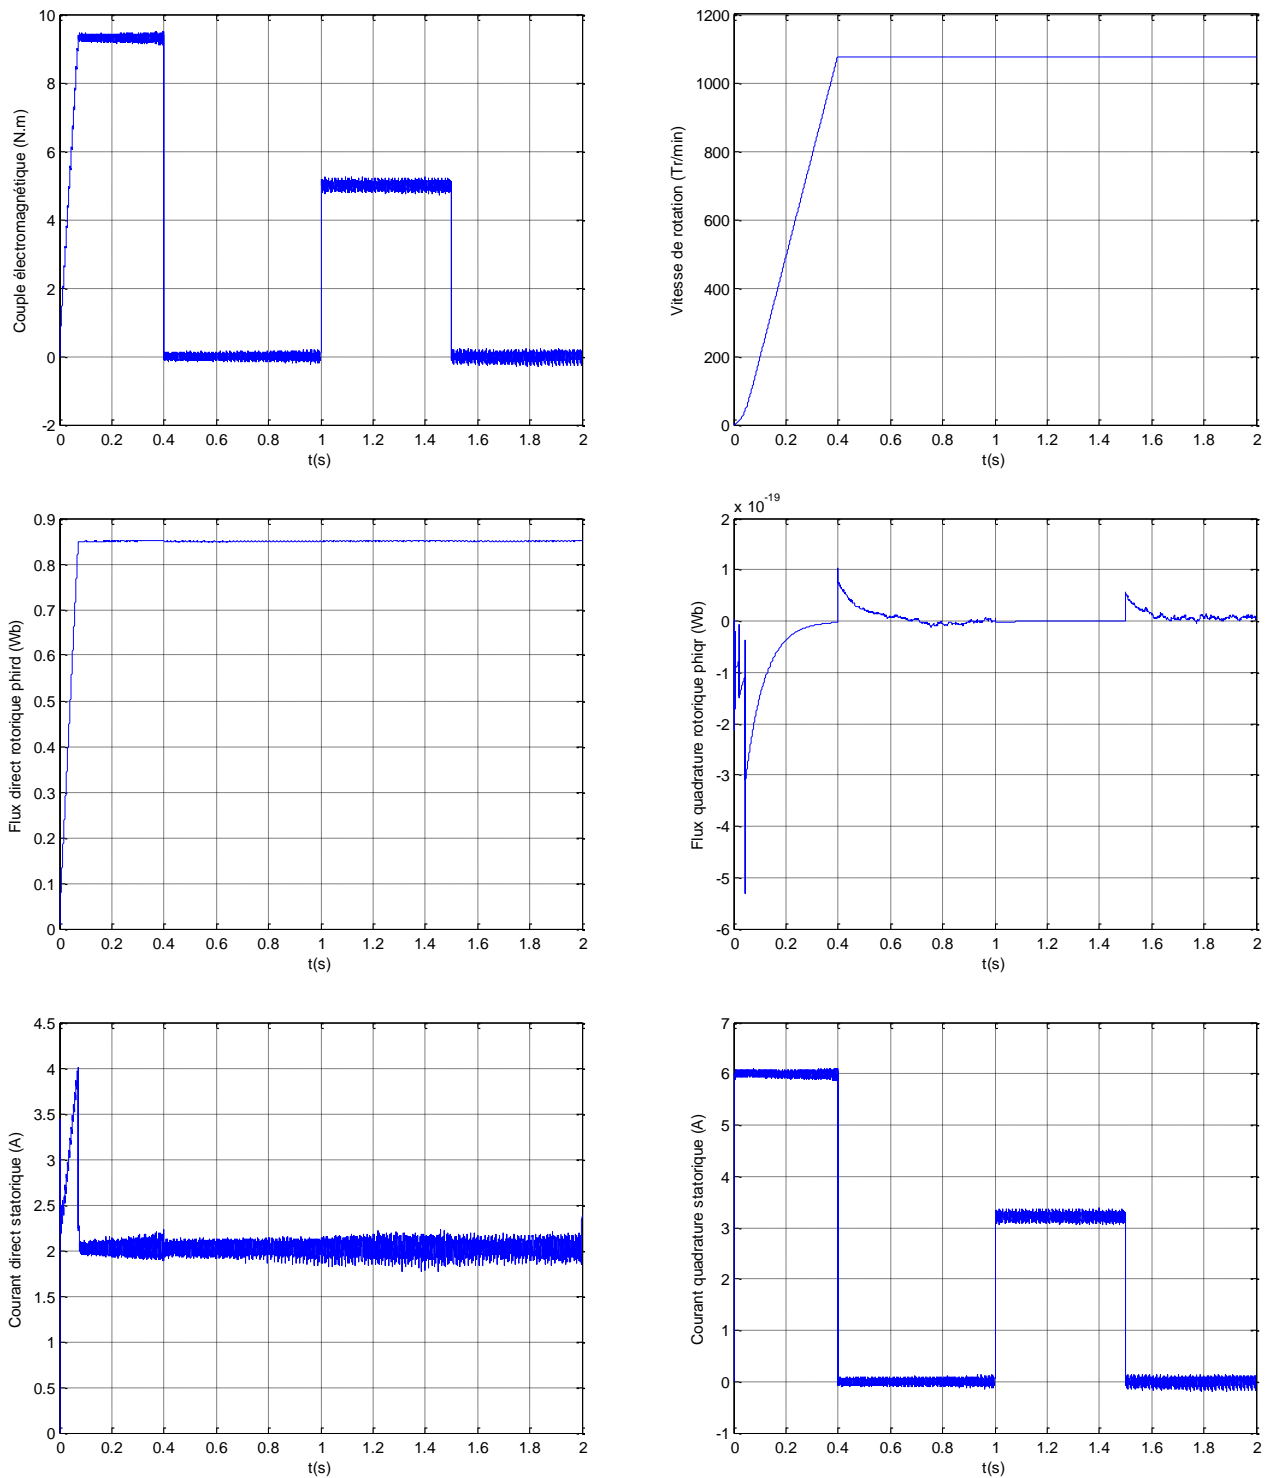 10
8
6
4
2
0
-2
0 0.2 0.4 0.6 0.8 1 1.2 1.4 1.6 1.8 2
t(s)
Couple électromagnétique (N.m)
1200
1000
800
600
400
200
0
0 0.2 0.4 0.6 0.8 1 1.2 1.4 1.6 1.8 2
t(s)
Vitesse de rotation (Tr/min)
0.9
0.8
0.7
0.6
0.5
0.4
0.3
0.2
0.1
0
0 0.2 0.4 0.6 0.8 1 1.2 1.4 1.6 1.8 2
t(s)
Flux direct rotorique phird (Wb)
x 10-19
2
1
0
-1
-2
-3
-4
-5
-6
0 0.2 0.4 0.6 0.8 1 1.2 1.4 1.6 1.8 2
t(s)
Flux quadrature rotorique phiqr (Wb)
4.5
4
3.5
3
2.5
2
1.5
1
0.5
0
0 0.2 0.4 0.6 0.8 1 1.2 1.4 1.6 1.8 2
t(s)
Courant direct statorique (A)
7
6
5
4
3
2
1
0
-1
0 0.2 0.4 0.6 0.8 1 1.2 1.4 1.6 1.8 2
t(s)
Courant quadrature statorique (A)